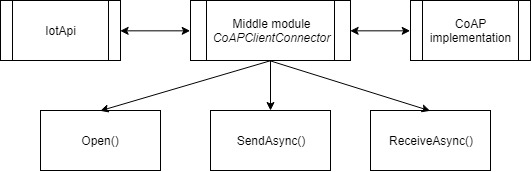 IotApi
Middle module
CoAPClientConnector
CoAP
implementation
Open()
SendAsync()
ReceiveAsync()